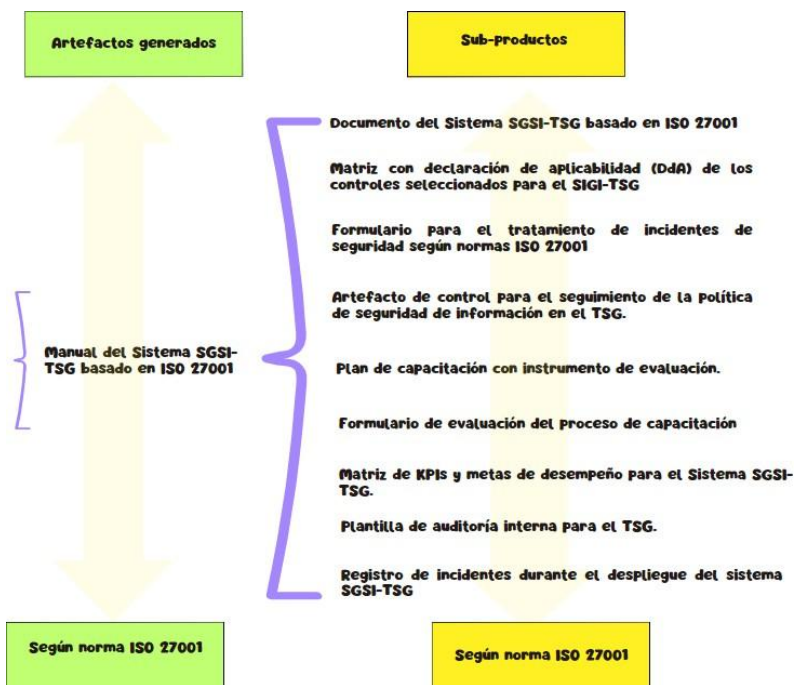 Artefactos generados
Sub-productos
Documento del Sistema SGSI-TSG basado en ISO 27001
Matriz con declaración de aplicabilidad (DdA) de los
controles seleccionados para el SIGI-TSG
Formulario para el tratamiento de incidentes de
seguridad según normas ISO 27001
Artefacto de control para el seguimiento de la política
de seguridad de información en el TSG.
Manual del Sistema SGSI-
TSG basado en ISO 27001
Plan de capacitación con instrumento de evaluación.
Formulario de evaluación del proceso de capacitación
Matriz de KPIs y metas de desempeño para el Sistema SGSI-
TSG.
Plantilla de auditoría interna para el TSG.
Registro de incidentes durante el despliegue del sistema
SGSI-TSG
Según norma ISO 27001
Según norma ISO 27001